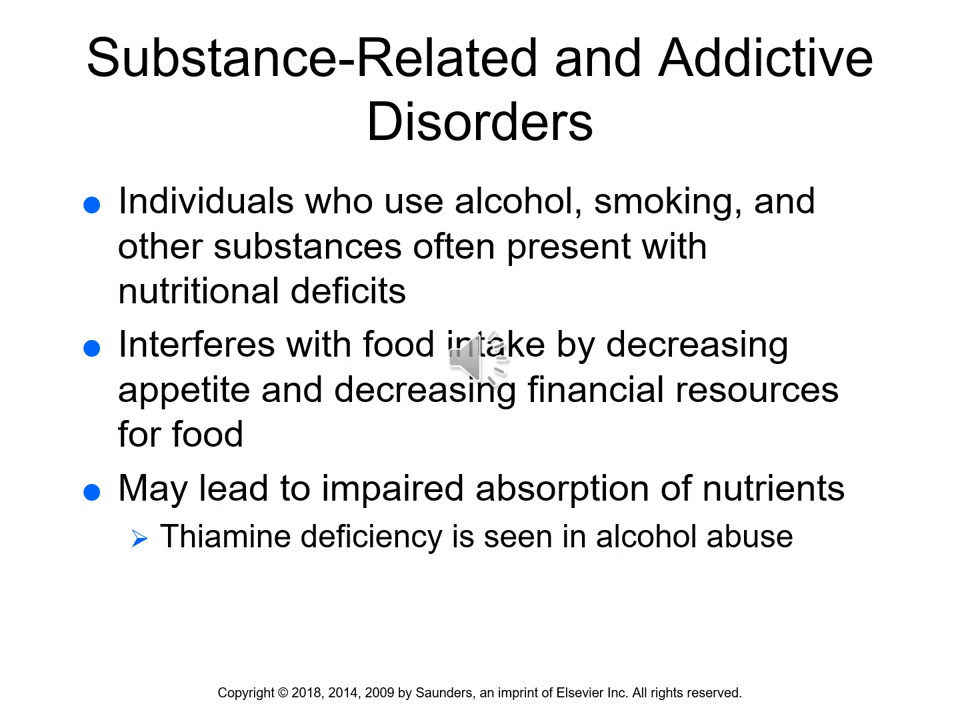 Substance-Related and Addictive
Disorders
Individuals who use alcohol, smoking, and
other substances often present with
nutritional deficits
Interferes with food intake by decreasing
appetite and decreasing financial resources
for food
May lead to impaired absorption of nutrients
Thiamine deficiency is seen in alcohol abuse
Copyright © 2018, 2014, 2009 by Saunders, an imprint of Elsevier Inc. All rights reserved.